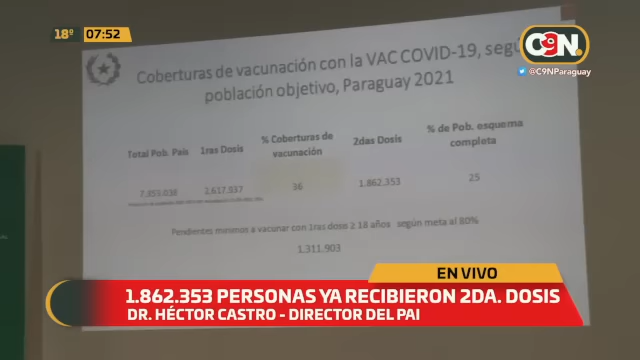 18º 07:52
C9N.
@C9NParaguay
Coberturas de vacunación con la VAC COVID-19, segú
población objetivo, Paraguay 2021
Total Pob. País 1ras Dosis % Coberturas de vacunación 2das Dosis % de Pob. esquema completa
7.353.038 2.617.937 36 1.862.353 25
Pendientes minimos a vacunar con 1ras dosis ≥ 18 años según meta al 80%
1.311.903
EN VIVO
1.862.353 PERSONAS YA RECIBIERON 2DA. DOSIS
DR. HÉCTOR CASTRO - DIRECTOR DEL PAI